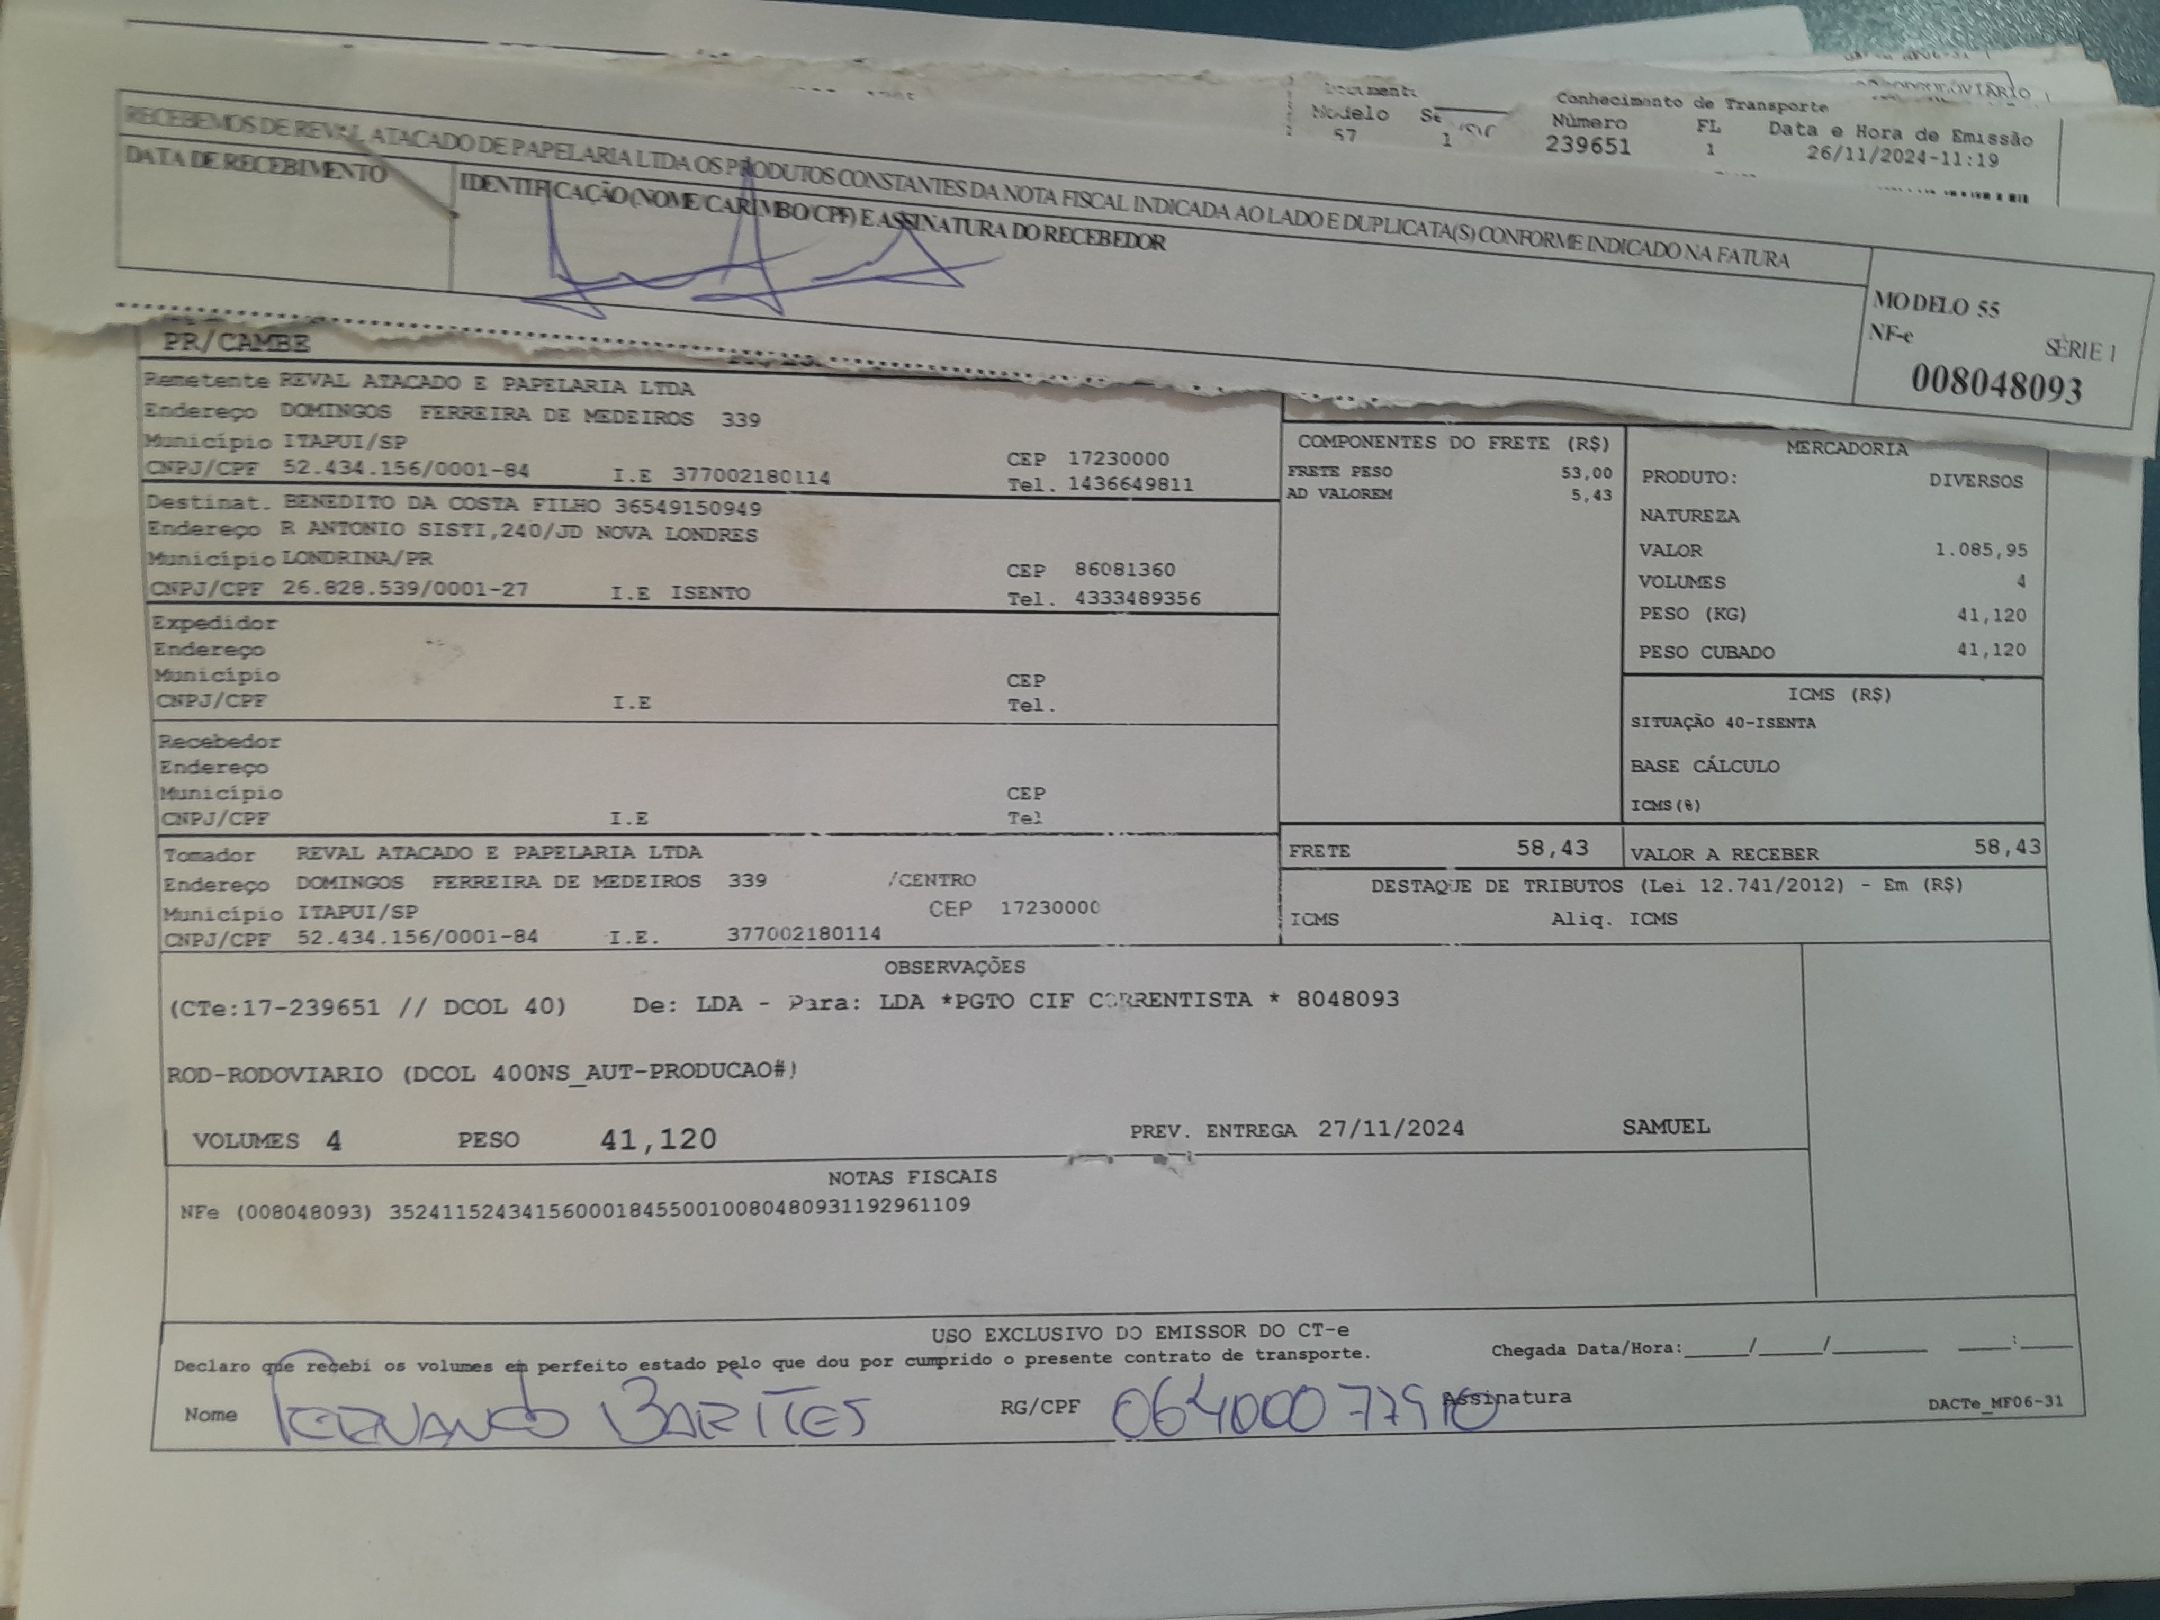 Conhecimento de Transporte
Modelo Número FL Data e Hora de Emissão
57 1 239651 1 26/11/2024-11:19
RECEBEMOS DE REVAL ATACADO DE PAPELARIA LTDA OS PRODUTOS CONSTANTES DA NOTA FISCAL INDICADA AO LADO E DUPLICATA(S) CONFORME INDICADO NA FATURA
DATA DE RECEBIMENTO
IDENTIFICAÇÃO (NOME/CARIMBO/CPF) E ASSINATURA DO RECEBEDOR
MODELO 55
NF-e SÉRIE 1
008048093
PR/CAMBE
Remetente REVAL ATACADO E PAPELARIA LTDA
Endereço DOMINGOS FERREIRA DE MEDEIROS 339
Município ITAPUI/SP CEP 17230000
CNPJ/CPF 52.434.156/0001-84 I.E 377002180114 Tel. 1436649811
Destinat. BENEDITO DA COSTA FILHO 36549150949
Endereço R ANTONIO SISTI,240/JD NOVA LONDRES
Município LONDRINA/PR CEP 86081360
CNPJ/CPF 26.828.539/0001-27 I.E ISENTO Tel. 4333489356
Expedidor
Endereço
Município CEP
CNPJ/CPF I.E Tel.
Recebedor
Endereço
Município CEP
CNPJ/CPF I.E Tel
Tomador REVAL ATACADO E PAPELARIA LTDA
Endereço DOMINGOS FERREIRA DE MEDEIROS 339 /CENTRO
Município ITAPUI/SP CEP 17230000
CNPJ/CPF 52.434.156/0001-84 I.E. 377002180114
COMPONENTES DO FRETE (R$)
FRETE PESO 53,00
AD VALOREM 5,43
MERCADORIA
PRODUTO: DIVERSOS
NATUREZA
VALOR 1.085,95
VOLUMES 4
PESO (KG) 41,120
PESO CUBADO 41,120
ICMS (R$)
SITUAÇÃO 40-ISENTA
BASE CÁLCULO
ICMS(%)
FRETE 58,43 VALOR A RECEBER 58,43
DESTAQUE DE TRIBUTOS (Lei 12.741/2012) - Em (R$)
ICMS Aliq. ICMS
OBSERVAÇÕES
(CTe:17-239651 // DCOL 40) De: LDA - Para: LDA *PGTO CIF CORRENTISTA * 8048093
ROD-RODOVIARIO (DCOL 400NS_AUT-PRODUCAO#)
VOLUMES 4 PESO 41,120 PREV. ENTREGA 27/11/2024 SAMUEL
NOTAS FISCAIS
NFe (008048093) 35241152434156000184550010080480931192961109
USO EXCLUSIVO DO EMISSOR DO CT-e
Declaro que recebi os volumes em perfeito estado pelo que dou por cumprido o presente contrato de transporte. Chegada Data/Hora:_____/_____/________ ____:____
Nome FERNANDO RG/CPF Assinatura DACTe_MF06-31